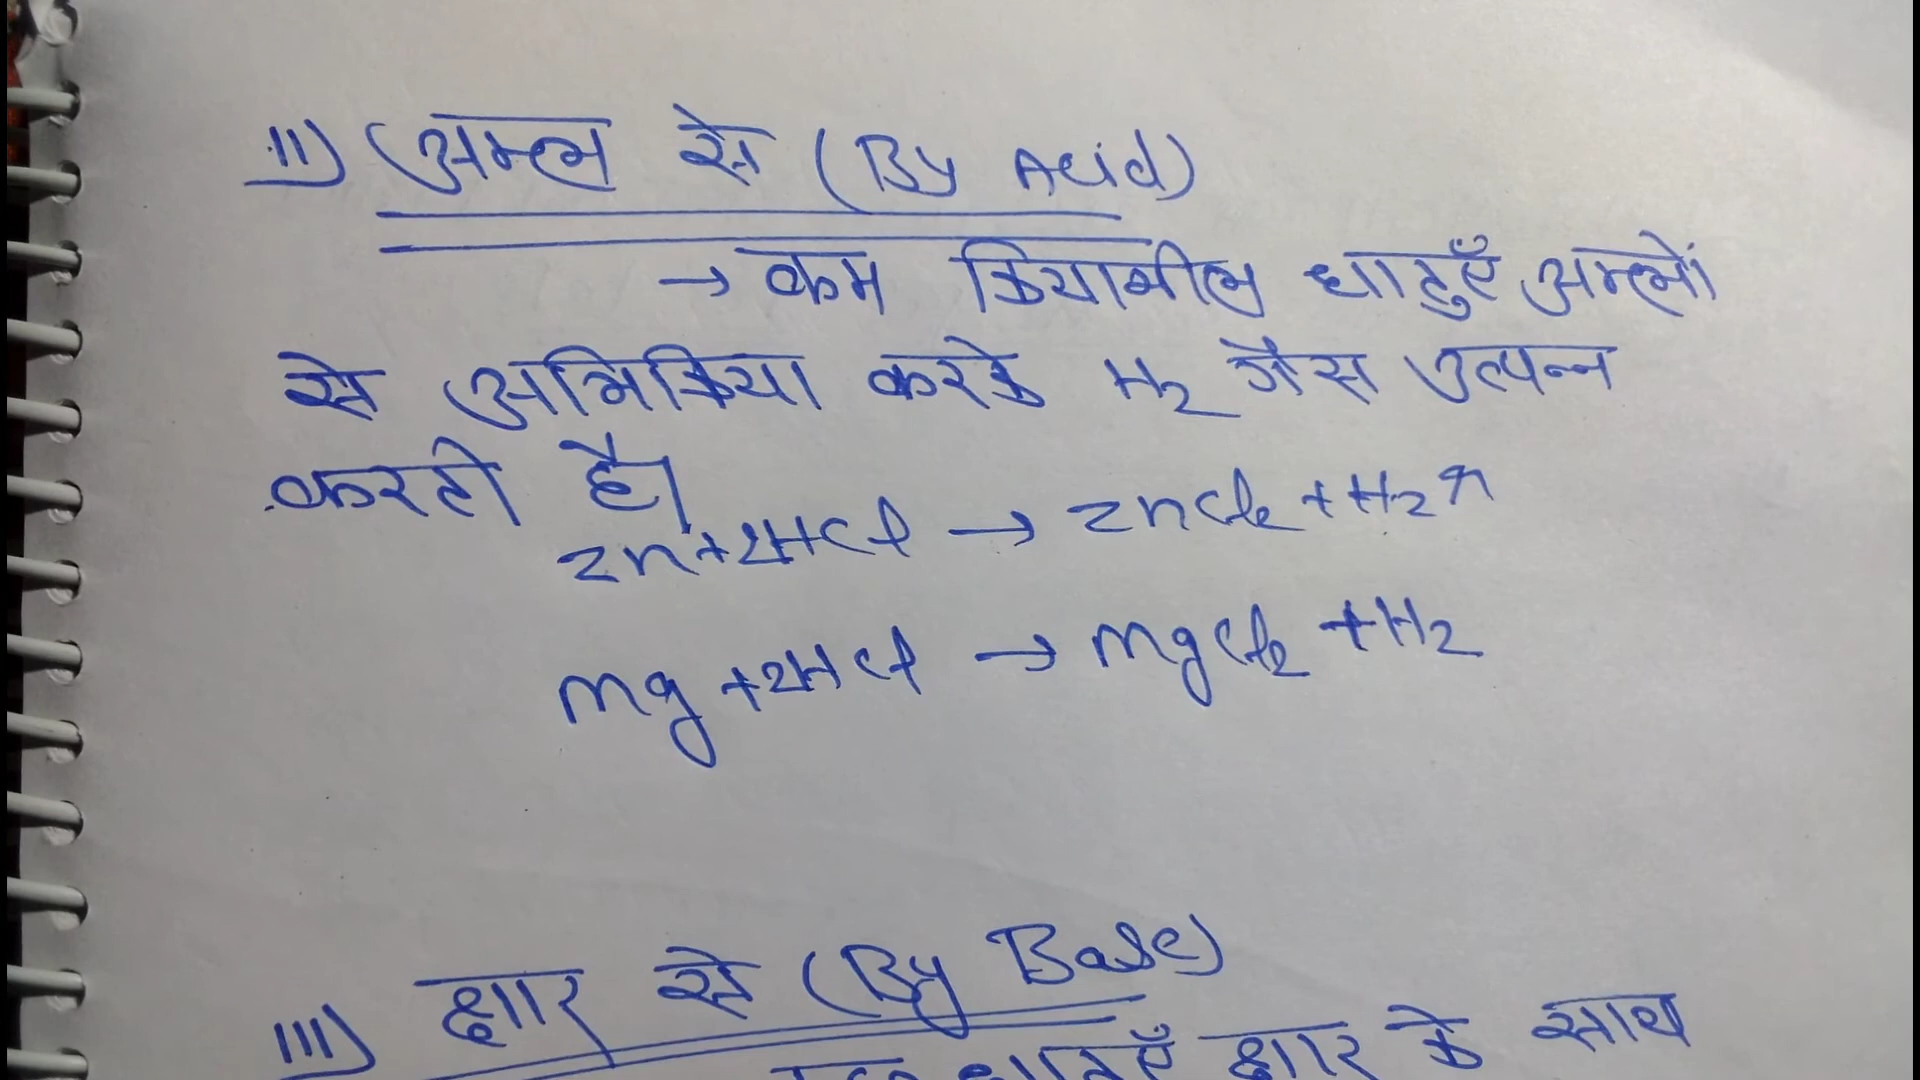 II) अम्ल से (By Acid)
→ कम क्रियाशील धातुएँ अम्लों
से अभिक्रिया करके H₂ गैस उत्पन्न
करती है।
Zn+2HCl → ZnCl₂ + H₂↑
Mg +2HCl → MgCl₂ + H₂
III) क्षार से (By Base)
धातुएँ क्षार के साथ